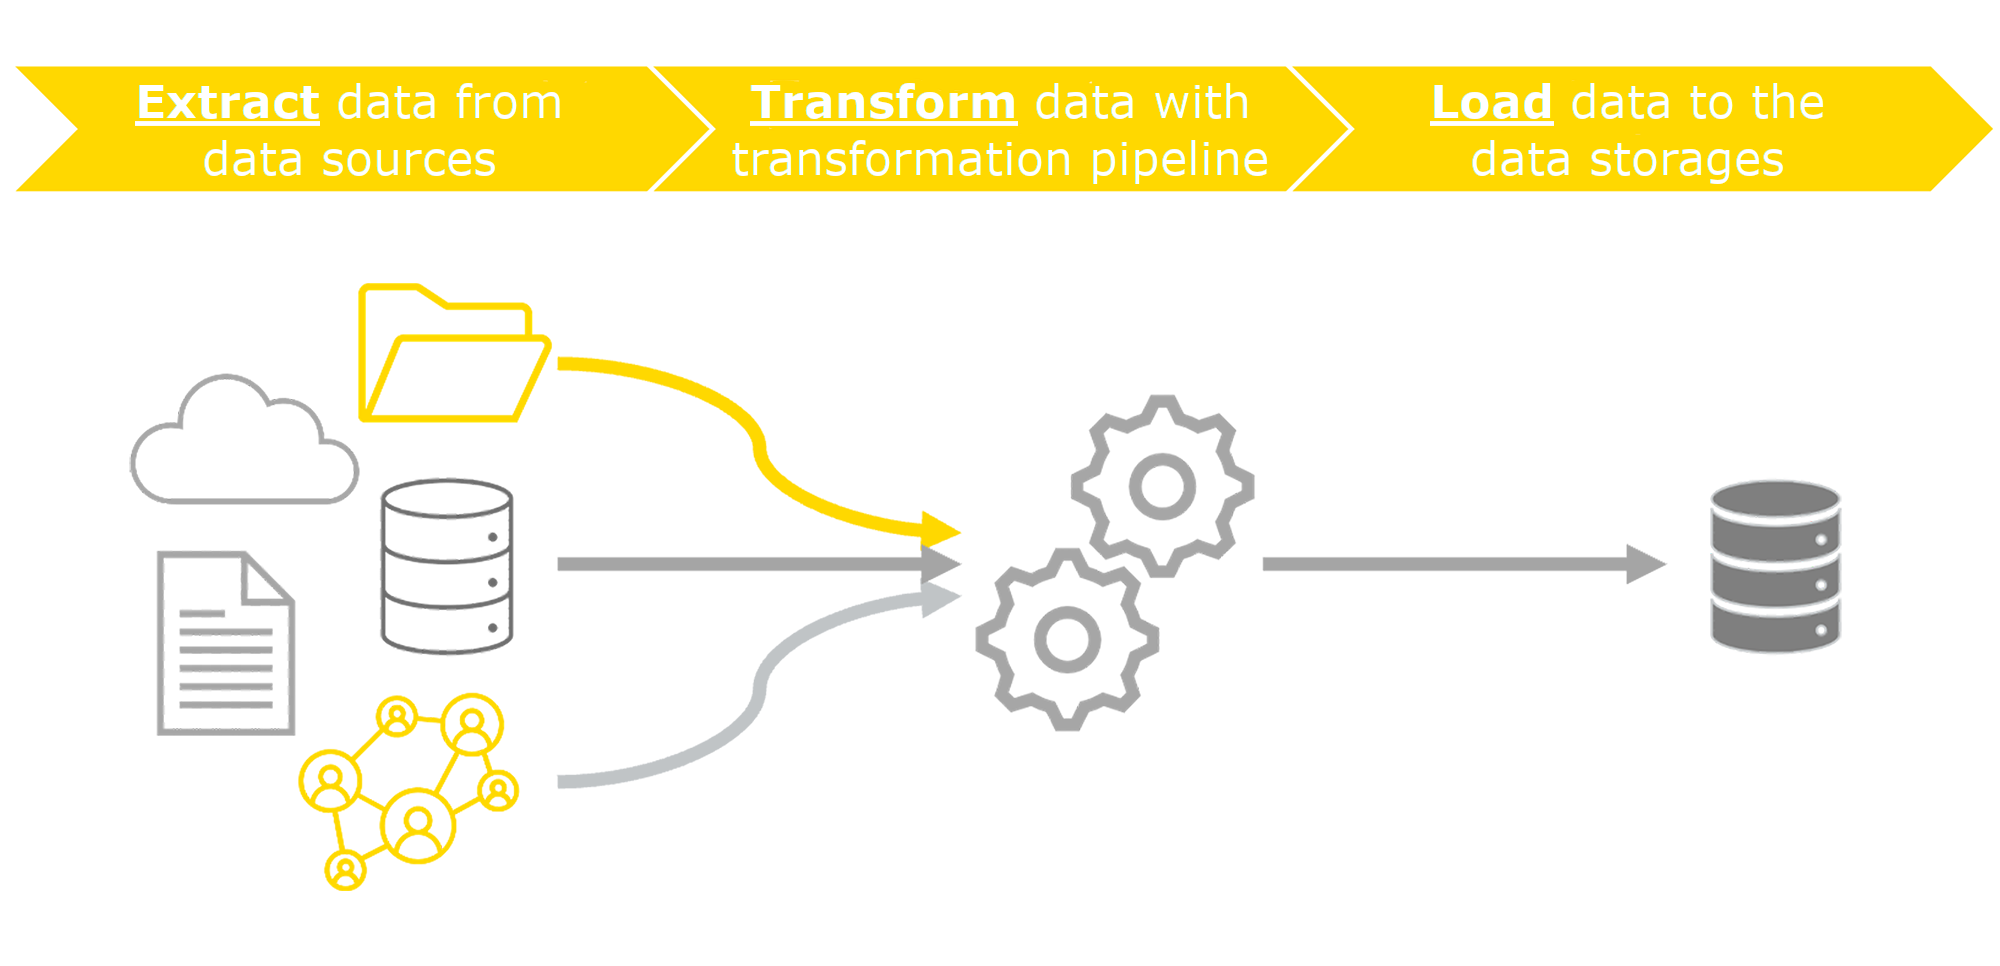 Extract data from
data sources
Transform data with
transformation pipeline
Load data to the
data storages